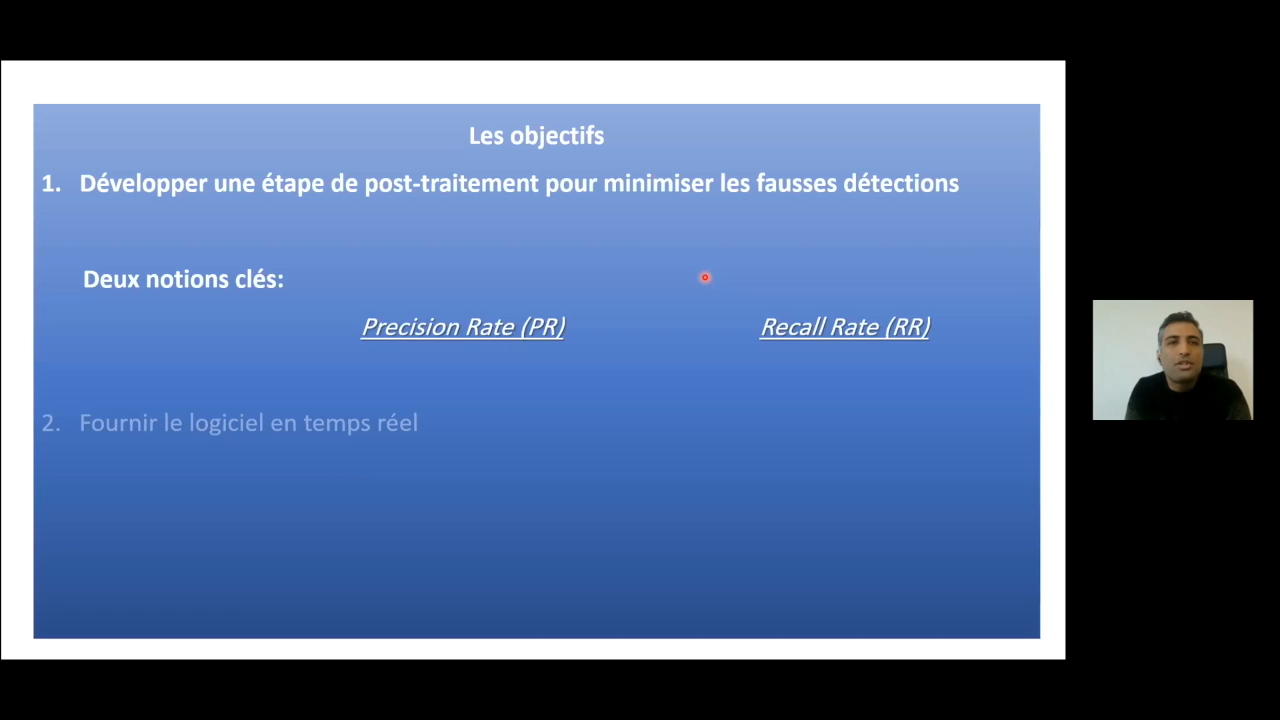 Les objectifs
1. Développer une étape de post-traitement pour minimiser les fausses détections
Deux notions clés:
Precision Rate (PR) Recall Rate (RR)
2. Fournir le logiciel en temps réel